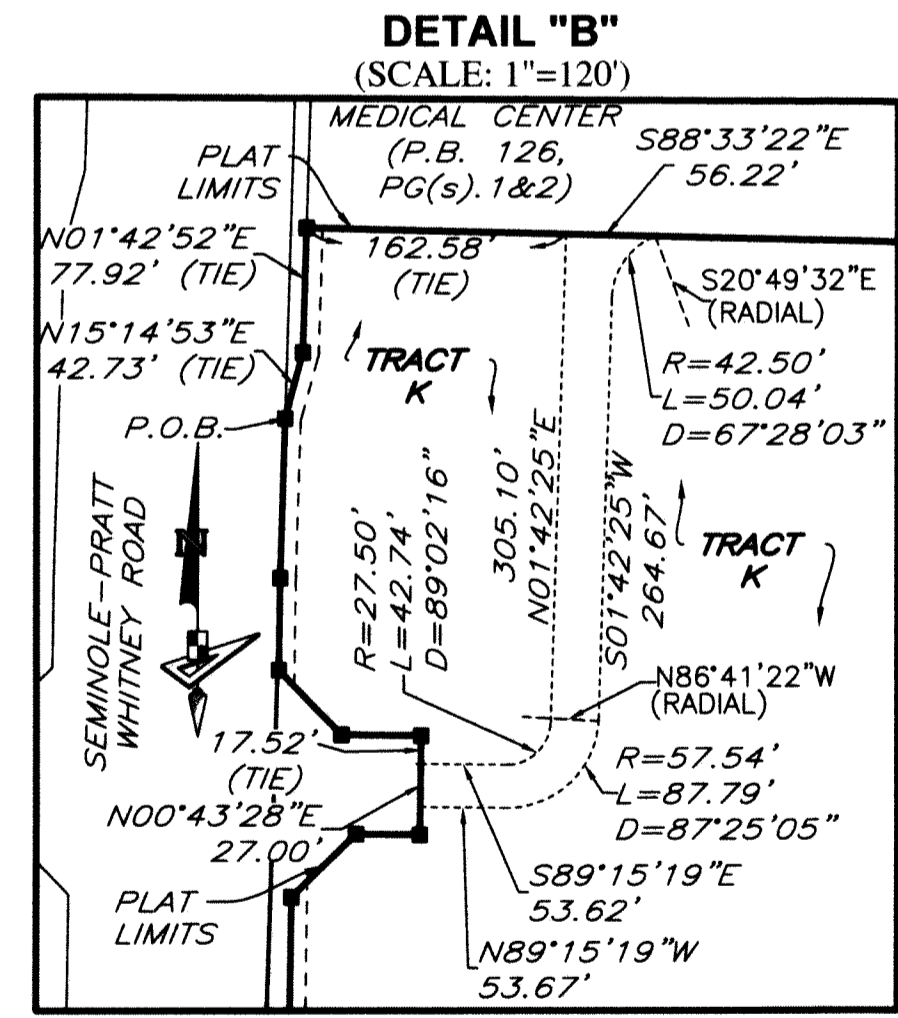 DETAIL "B"
(SCALE: 1"=120')
MEDICAL CENTER
(P.B. 126,
PG(s). 1&2)
S88°33'22"E
56.22'
PLAT
LIMITS
N01°42'52"E
77.92' (TIE)
162.58'
(TIE)
S20°49'32"E
(RADIAL)
N15°14'53"E
42.73' (TIE)
TRACT
K
R=42.50'
L=50.04'
D=67°28'03"
P.O.B.
N
SEMINOLE-PRATT
WHITNEY ROAD
R=27.50'
L=42.74'
D=89°02'16"
305.10'
N01°42'25"E
S01°42'25"W
264.67'
TRACT
K
N86°41'22"W
(RADIAL)
17.52'
(TIE)
R=57.54'
L=87.79'
D=87°25'05"
N00°43'28"E
27.00'
S89°15'19"E
53.62'
PLAT
LIMITS
N89°15'19"W
53.67'